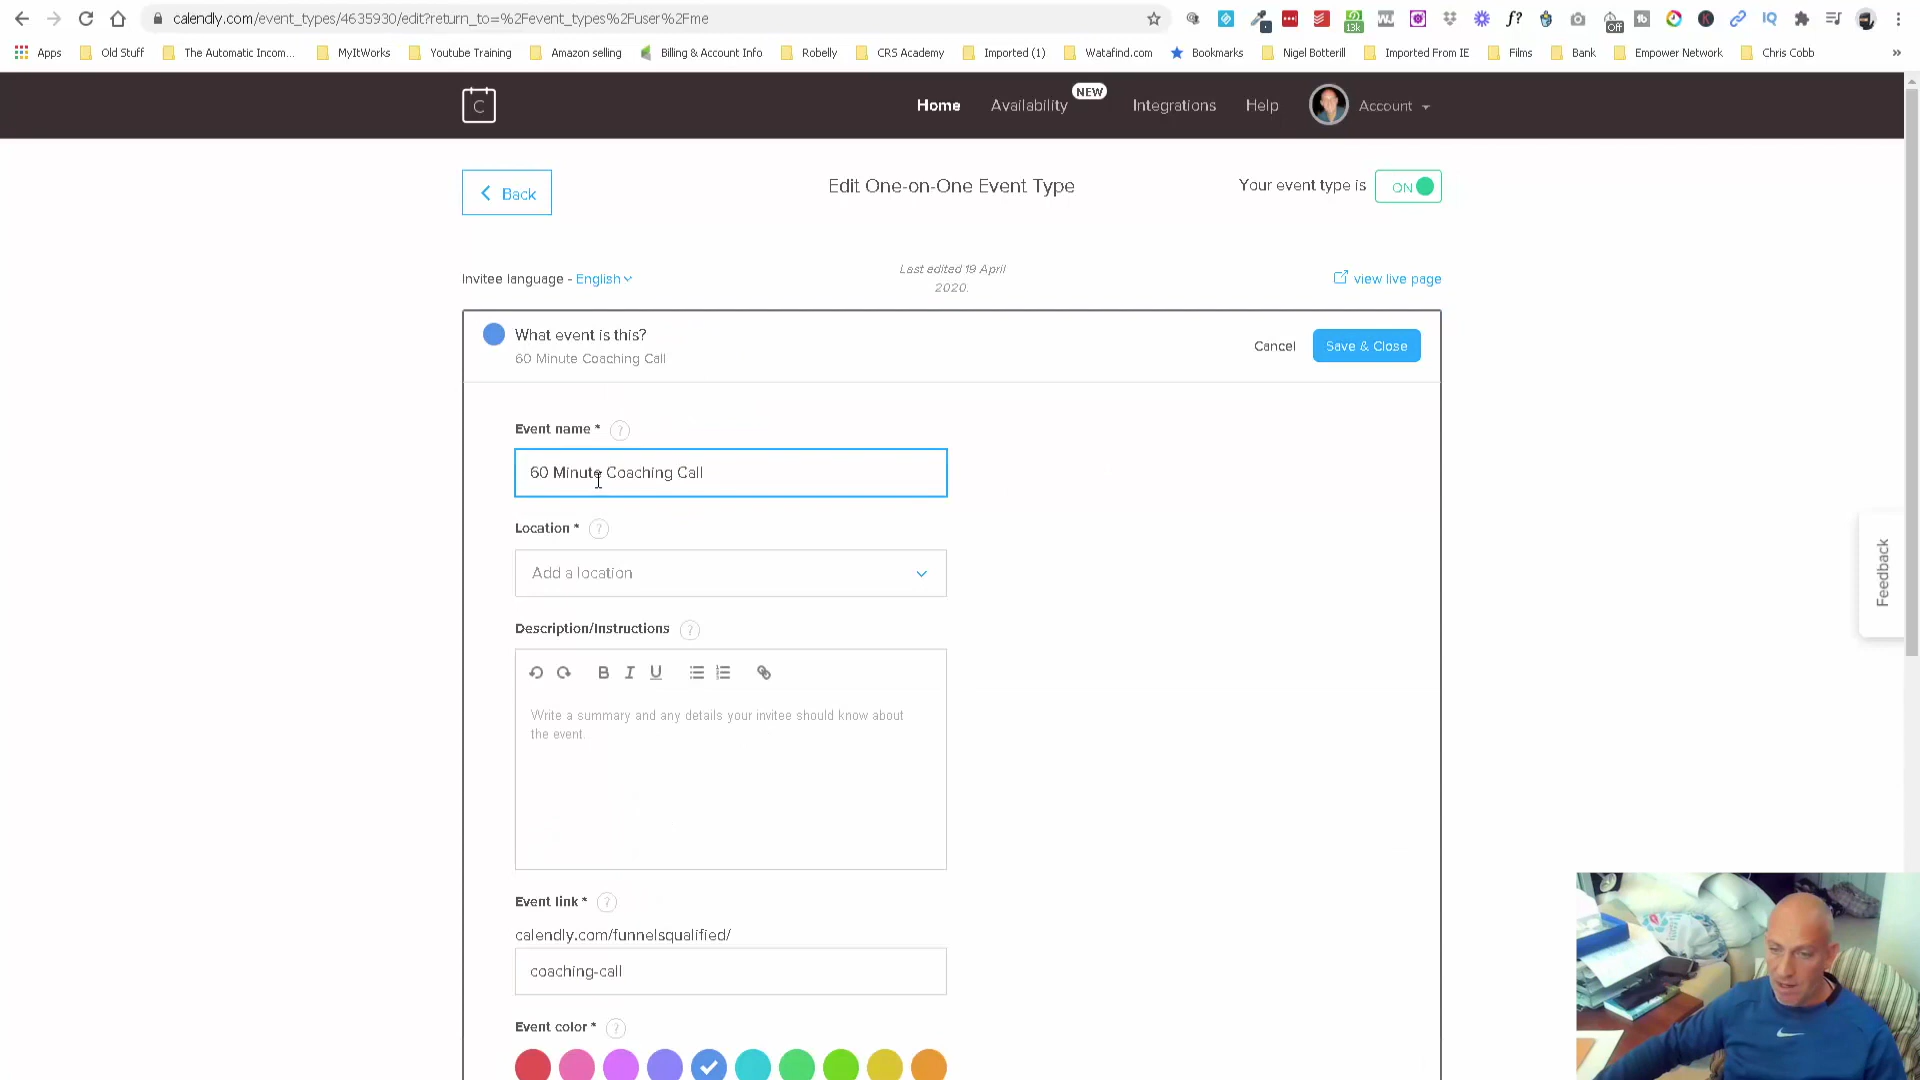 calendly.com/event_types/4635930/edit?return_to=%2Fevent_types%2Fuser%2Fme
f?
13k
Off
IQ
Apps
Old Stuff
The Automatic Incom...
MyItWorks
Youtube Training
Amazon selling
Billing & Account Info
Robelly
CRS Academy
Imported (1)
Watafind.com
Bookmarks
Nigel Botterill
Imported From IE
Films
Bank
Empower Network
Chris Cobb
»
C
Home
Availability
NEW
Integrations
Help
Account
Back
Edit One-on-One Event Type
Your event type is
ON
Invitee language - English
Last edited 19 April
2020.
view live page
What event is this?
60 Minute Coaching Call
Cancel
Save & Close
Event name * ?
60 Minute Coaching Call
Location * ?
Add a location
Description/Instructions ?
B I U
Write a summary and any details your invitee should know about
the event.
Event link * ?
calendly.com/funnelsqualified/
coaching-call
Event color * ?
Feedback